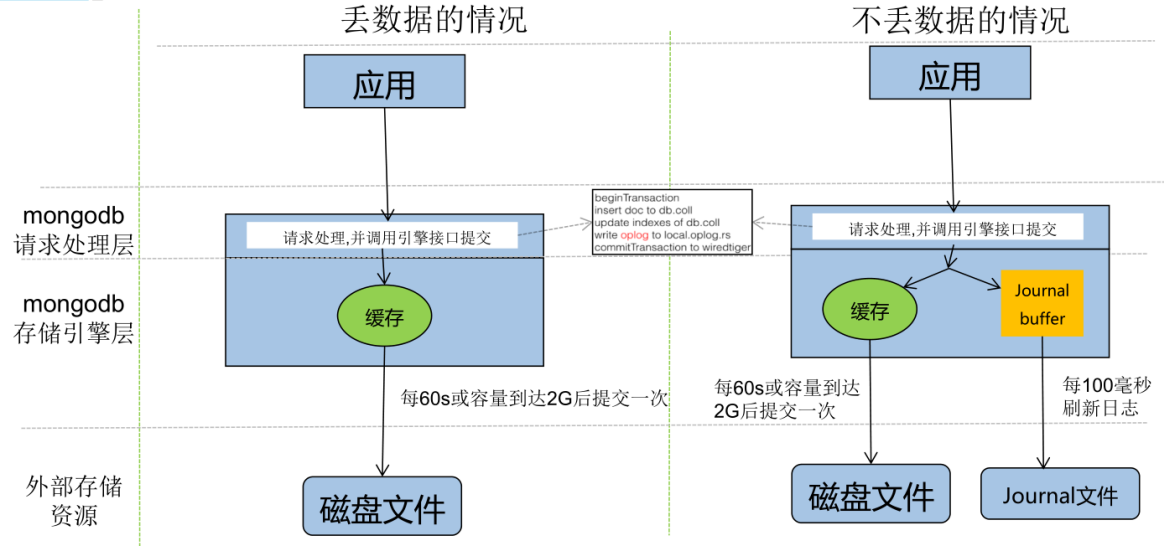 丢数据的情况
不丢数据的情况
应用
应用
mongodb
请求处理层
请求处理,并调用引擎接口提交
beginTransaction
insert doc to db.coll
update indexes of db.coll
write oplog to local.oplog.rs
commitTransaction to wiredtiger
请求处理,并调用引擎接口提交
mongodb
存储引擎层
缓存
缓存
Journal
buffer
每60s或容量到达2G后提交一次
每60s或容量到达
2G后提交一次
每100毫秒
刷新日志
外部存储
资源
磁盘文件
磁盘文件
Journal文件